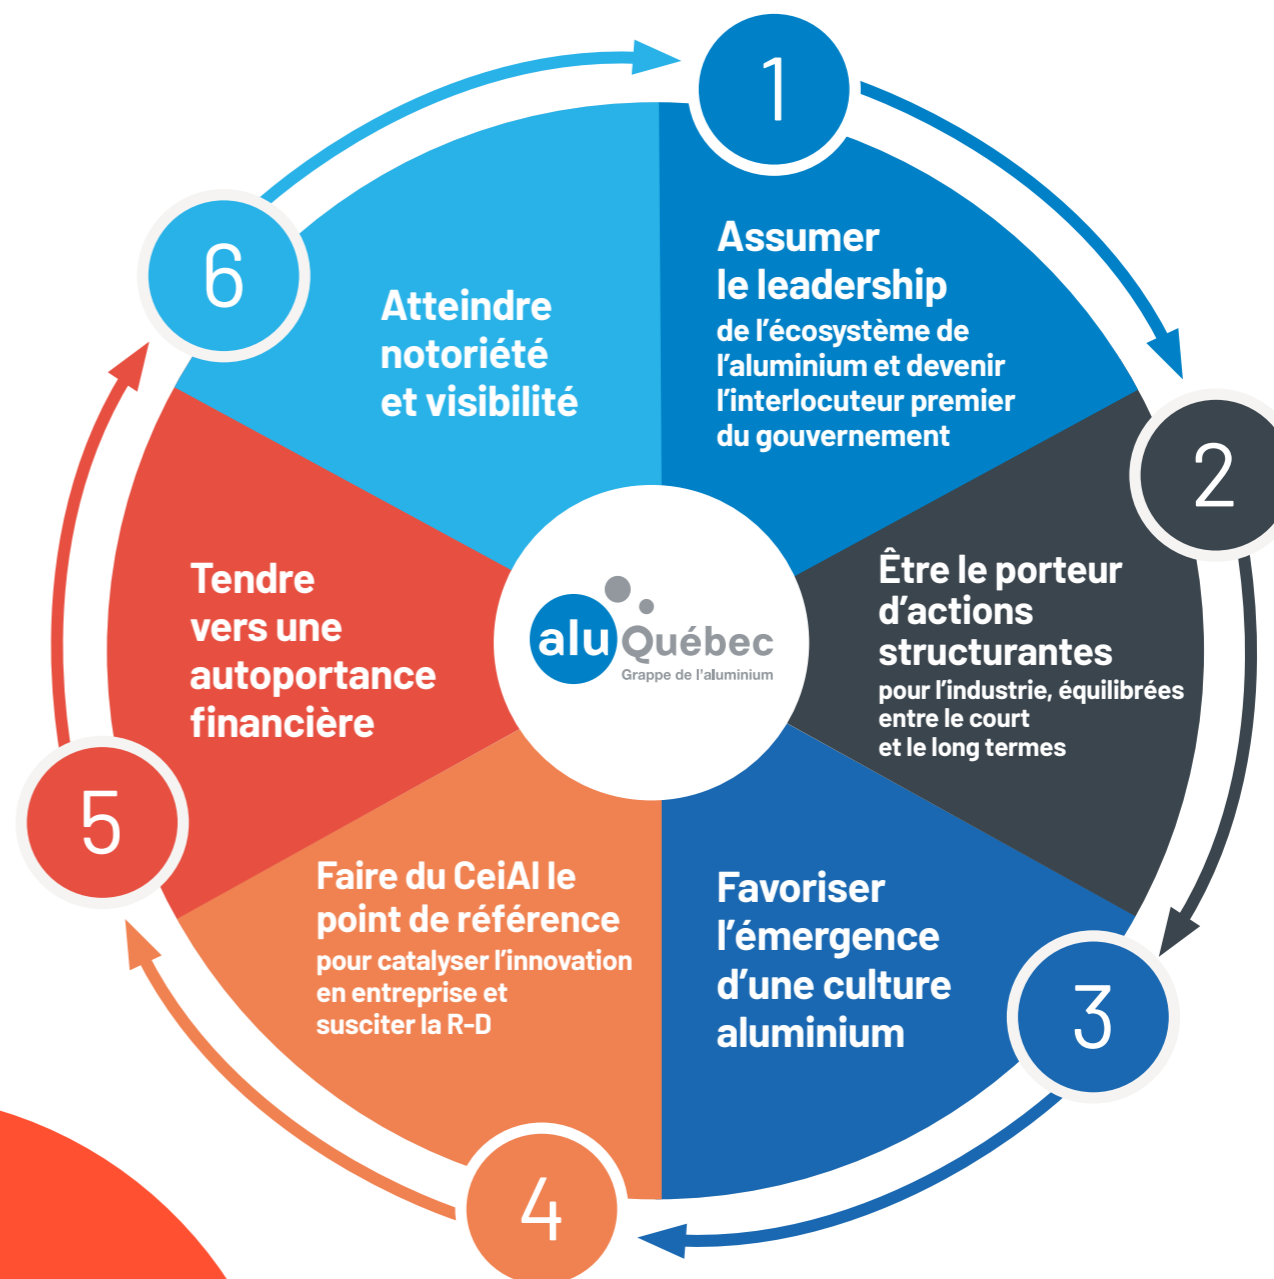 1
Assumer
le leadership
de l’écosystème de
l’aluminium et devenir
l’interlocuteur premier
du gouvernement
2
Être le porteur
d’actions
structurantes
pour l’industrie, équilibrées
entre le court
et le long termes
3
Favoriser
l’émergence
d’une culture
aluminium
4
Faire du CeiAl le
point de référence
pour catalyser l’innovation
en entreprise et
susciter la R-D
5
Tendre
vers une
autoportance
financière
6
Atteindre
notoriété
et visibilité
alu Québec
Grappe de l'aluminium